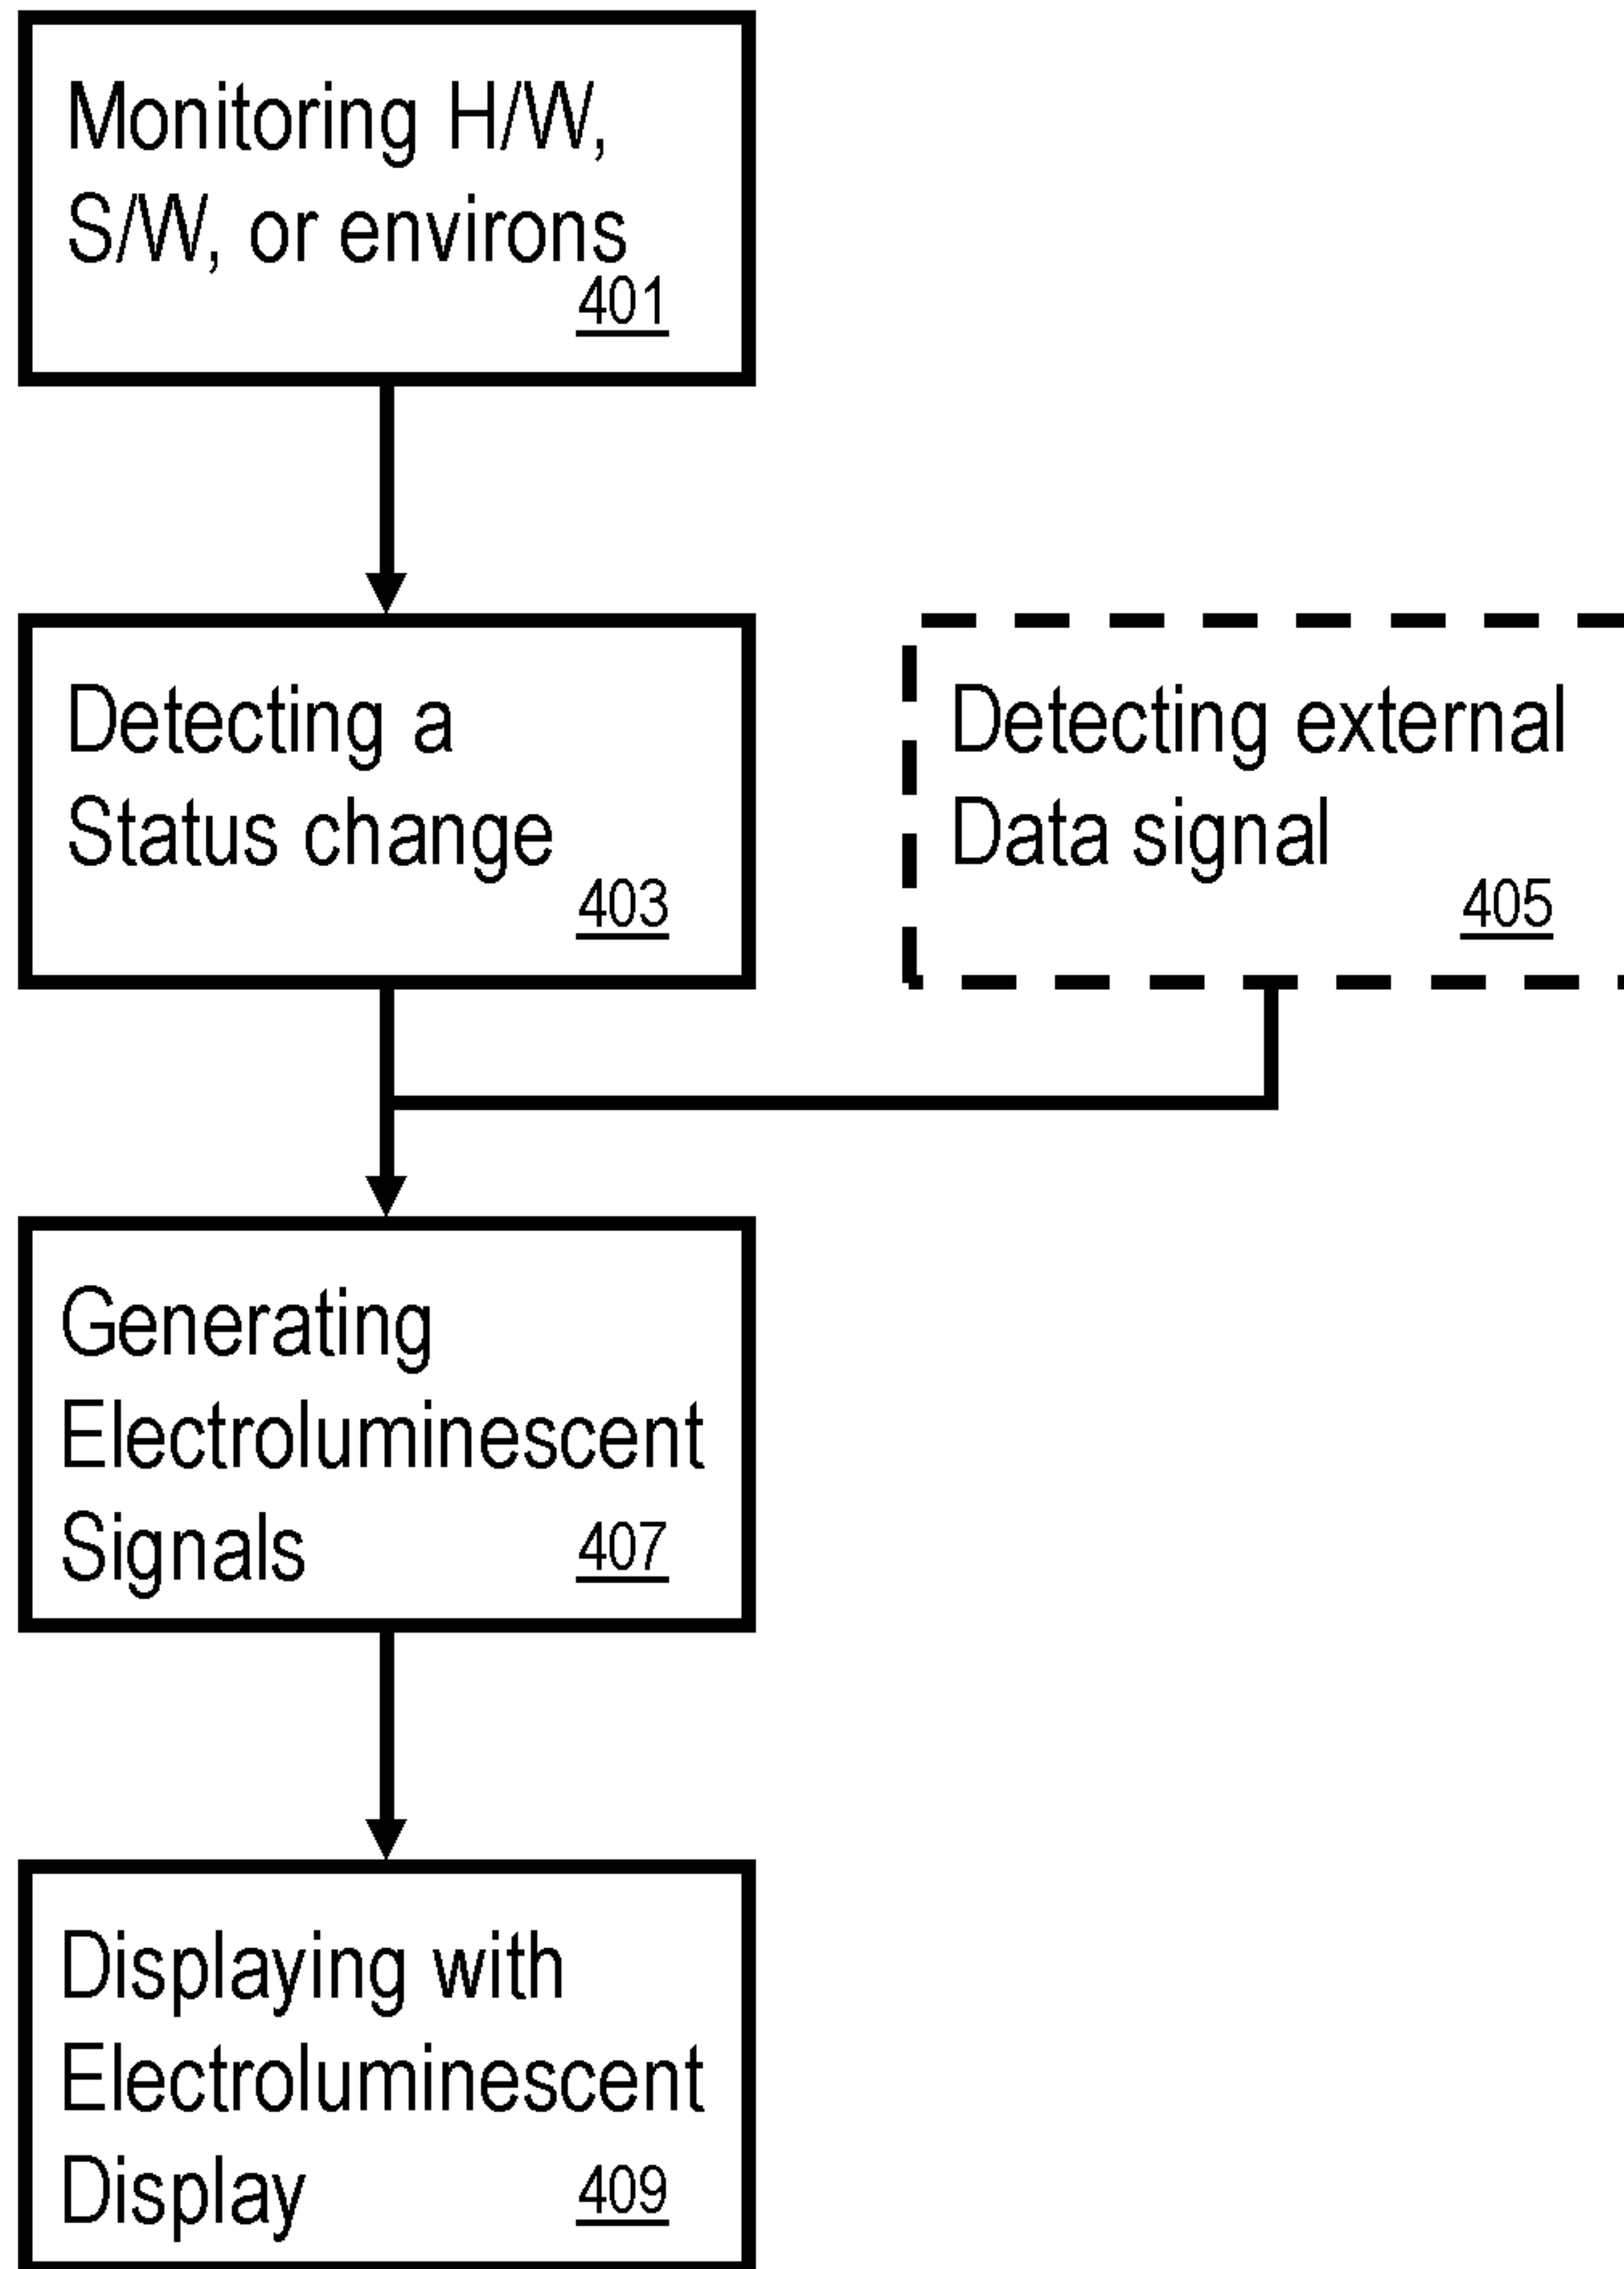 Monitoring H/W,
S/W, or environs
401
Detecting a
Status change
403
Detecting external
Data signal
405
Generating
Electroluminescent
Signals 407
Displaying with
Electroluminescent
Display 409